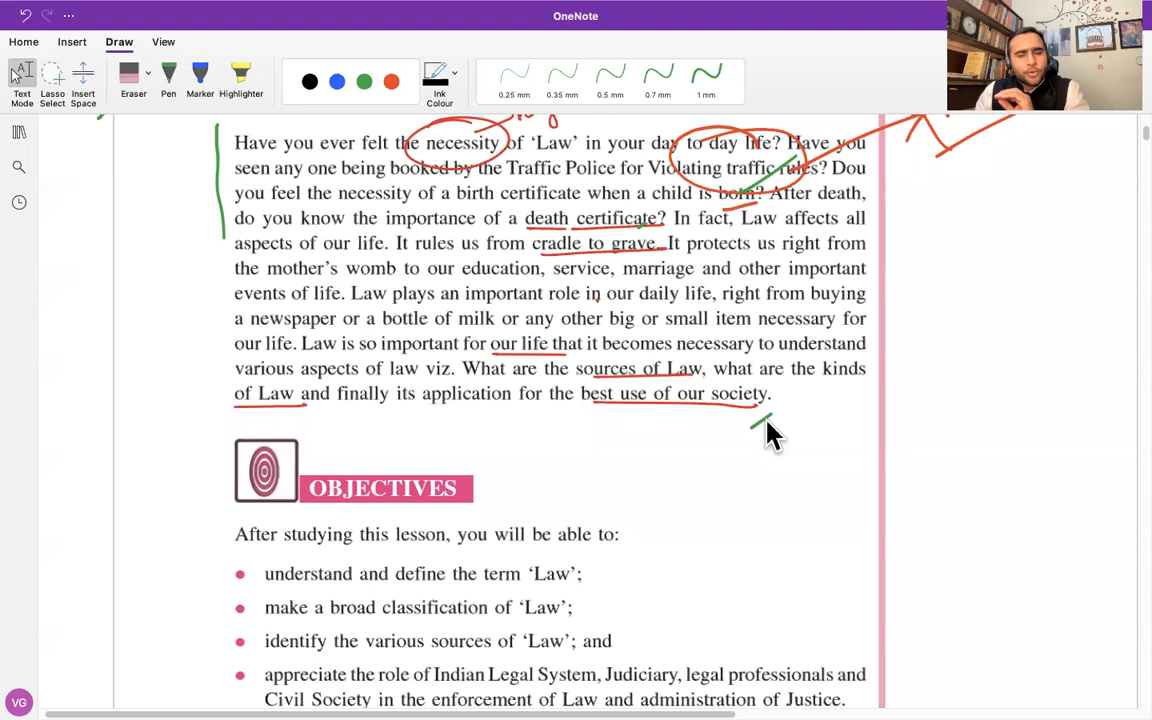 OneNote
Home Insert Draw View
Text Mode
Lasso Select
Insert Space
Eraser
Pen
Marker
Highlighter
Ink Colour
0.25 mm
0.35 mm
0.5 mm
0.7 mm
1 mm
Have you ever felt the necessity of ‘Law’ in your day to day life? Have you
seen any one being booked by the Traffic Police for Violating traffic rules? Dou
you feel the necessity of a birth certificate when a child is born? After death,
do you know the importance of a death certificate? In fact, Law affects all
aspects of our life. It rules us from cradle to grave. It protects us right from
the mother’s womb to our education, service, marriage and other important
events of life. Law plays an important role in our daily life, right from buying
a newspaper or a bottle of milk or any other big or small item necessary for
our life. Law is so important for our life that it becomes necessary to understand
various aspects of law viz. What are the sources of Law, what are the kinds
of Law and finally its application for the best use of our society.
OBJECTIVES
After studying this lesson, you will be able to:
• understand and define the term ‘Law’;
• make a broad classification of ‘Law’;
• identify the various sources of ‘Law’; and
• appreciate the role of Indian Legal System, Judiciary, legal professionals and
Civil Society in the enforcement of Law and administration of Justice.
VG